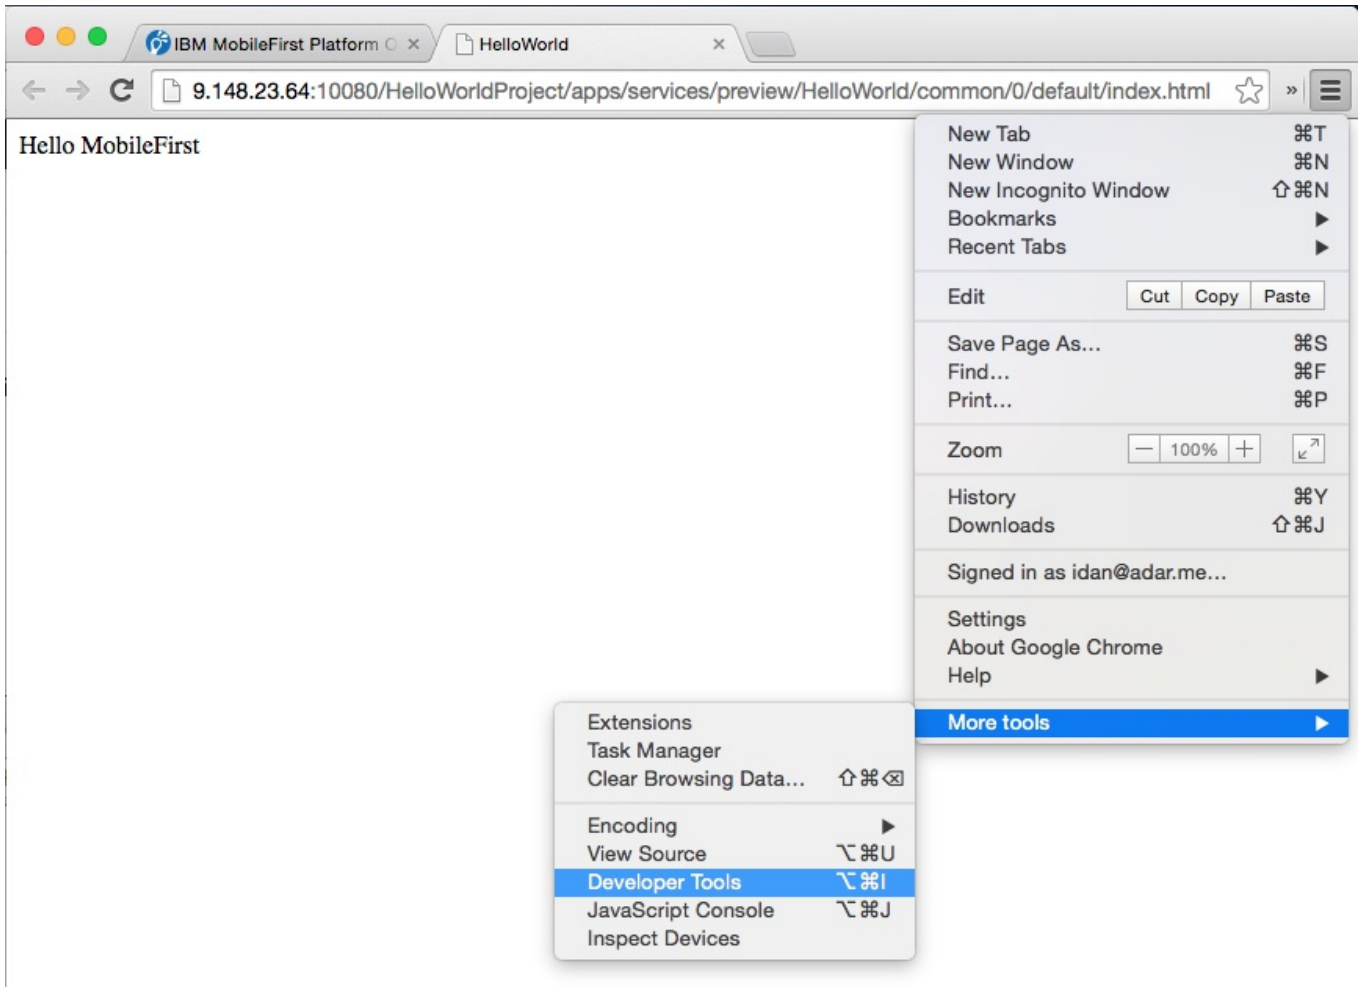 IBM MobileFirst Platform C
HelloWorld
9.148.23.64:10080/HelloWorldProject/apps/services/preview/HelloWorld/common/0/default/index.html
Hello MobileFirst
New Tab ⌘T
New Window ⌘N
New Incognito Window ⇧⌘N
Bookmarks ▶
Recent Tabs ▶
Edit Cut Copy Paste
Save Page As... ⌘S
Find... ⌘F
Print... ⌘P
Zoom — 100% +
History ⌘Y
Downloads ⇧⌘J
Signed in as idan@adar.me...
Settings
About Google Chrome
Help ▶
More tools ▶
Extensions
Task Manager
Clear Browsing Data... ⇧⌘⌫
Encoding ▶
View Source ⌥⌘U
Developer Tools ⌥⌘I
JavaScript Console ⌥⌘J
Inspect Devices